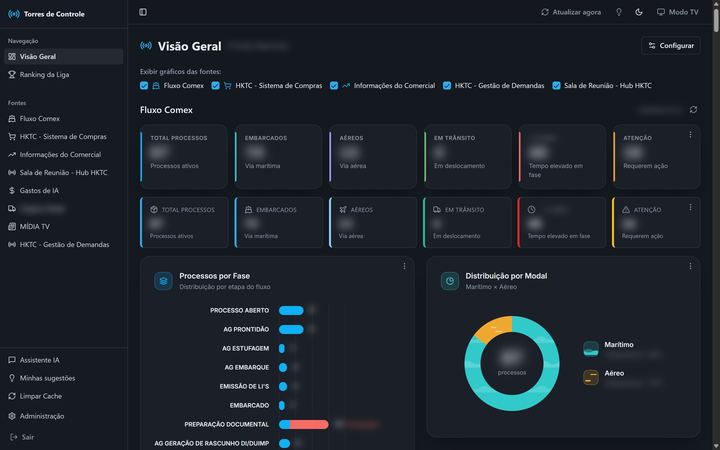 Torres de Controle
Atualizar agora
Modo TV
Navegação
Visão Geral
Ranking da Liga
Fontes
Fluxo Comex
HKTC - Sistema de Compras
Informações do Comercial
Sala de Reunião - Hub HKTC
Gastos de IA
MÍDIA TV
HKTC - Gestão de Demandas
Assistente IA
Minhas sugestões
Limpar Cache
Administração
Sair
Visão Geral
Configurar
Exibir gráficos das fontes:
Fluxo Comex
HKTC - Sistema de Compras
Informações do Comercial
HKTC - Gestão de Demandas
Sala de Reunião - Hub HKTC
Fluxo Comex
TOTAL PROCESSOS
Processos ativos
EMBARCADOS
Via marítima
AÉREOS
Via aérea
EM TRÂNSITO
Em deslocamento
Tempo elevado em
fase
ATENÇÃO
Requerem ação
TOTAL PROCESSOS
Processos ativos
EMBARCADOS
Via marítima
AÉREOS
Via aérea
EM TRÂNSITO
Em deslocamento
Tempo elevado em fase
ATENÇÃO
Requerem ação
Processos por Fase
Distribuição por etapa do fluxo
PROCESSO ABERTO
AG PRONTIDÃO
AG ESTUFAGEM
AG EMBARQUE
EMISSÃO DE LI'S
EMBARCADO
PREPARAÇÃO DOCUMENTAL
AG GERAÇÃO DE RASCUNHO DI/DUIMP
Distribuição por Modal
Marítimo × Aéreo
processos
Marítimo
Aéreo